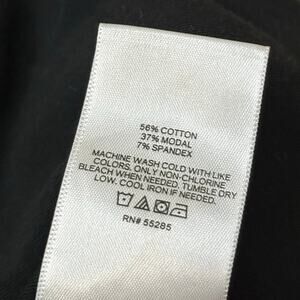 56% COTTON
37% MODAL
7% SPANDEX
MACHINE WASH COLD WITH LIKE
COLORS. ONLY NON-CHLORINE
BLEACH WHEN NEEDED. TUMBLE DRY
LOW. COOL IRON IF NEEDED.
RN# 55285